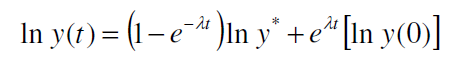 ln y(t) = (1 − e^{−λt}) ln y^* + e^{λt} [ln y(0)]